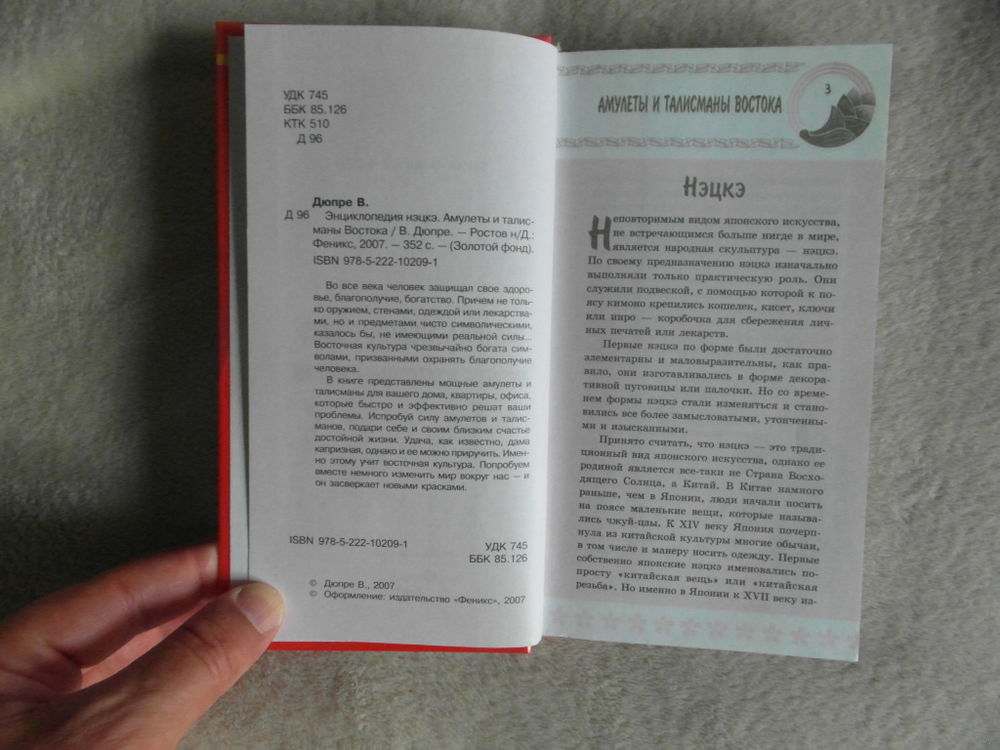 УДК 745
ББК 85.126
КТК 510
Д 96
Дюпре В.
Д 96 Энциклопедия нэцкэ. Амулеты и талис-
маны Востока / В. Дюпре. — Ростов н/Д.:
Феникс, 2007. — 352 с. — (Золотой фонд).
ISBN 978-5-222-10209-1
Во все века человек защищал свое здоро-
вье, благополучие, богатство. Причем не толь-
ко оружием, стенами, одеждой или лекарства-
ми, но и предметами чисто символическими,
казалось бы, не имеющими реальной силы...
Восточная культура чрезвычайно богата сим-
волами, призванными охранять благополучие
человека.
В книге представлены мощные амулеты и
талисманы для вашего дома, квартиры, офиса,
которые быстро и эффективно решат ваши
проблемы. Испробуй силу амулетов и талис-
манов, подари себе и своим близким счастье
достойной жизни. Удача, как известно, дама
капризная, однако и ее можно приручить. Имен-
но этому учит восточная культура. Попробуем
вместе немного изменить мир вокруг нас — и
он засверкает новыми красками.
ISBN 978-5-222-10209-1
УДК 745
ББК 85.126
© Дюпре В., 2007
© Оформление: издательство «Феникс», 2007
АМУЛЕТЫ И ТАЛИСМАНЫ ВОСТОКА
3
Нэцкэ
Неповторимым видом японского искусства,
не встречающимся больше нигде в мире,
является народная скульптура — нэцкэ.
По своему предназначению нэцкэ изначально
выполняли только практическую роль. Они
служили подвеской, с помощью которой к по-
ясу кимоно крепились кошелек, кисет, ключи
или инро — коробочка для сбережения лич-
ных печатей или лекарств.
Первые нэцкэ по форме были достаточно
элементарны и маловыразительны, как пра-
вило, они изготавливались в форме декора-
тивной пуговицы или палочки. Но со време-
нем формы нэцкэ стали изменяться и стано-
вились все более замысловатыми, утонченны-
ми и изысканными.
Принято считать, что нэцкэ — это тради-
ционный вид японского искусства, однако ее
родиной является все-таки не Страна Восхо-
дящего Солнца, а Китай. В Китае намного
раньше, чем в Японии, люди начали носить
на поясе маленькие вещи, которые называ-
лись чжуй-цзы. К XIV веку Япония почерп-
нула из китайской культуры многие обычаи,
в том числе и манеру носить одежду. Первые
собственно японские нэцкэ именовались по-
просту «китайская вещь» или «китайская
резьба». Но именно в Японии к XVII веку из-